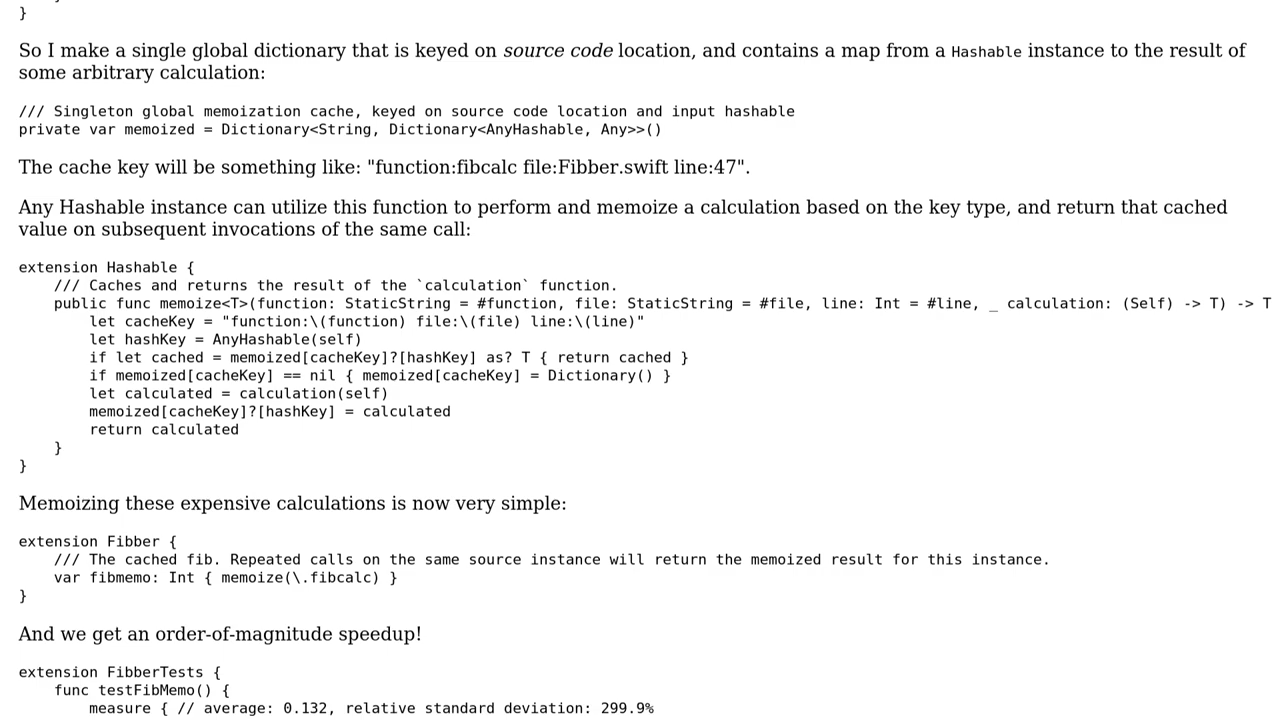 }
So I make a single global dictionary that is keyed on source code location, and contains a map from a Hashable instance to the result of
some arbitrary calculation:
/// Singleton global memoization cache, keyed on source code location and input hashable
private var memoized = Dictionary<String, Dictionary<AnyHashable, Any>>()
The cache key will be something like: "function:fibcalc file:Fibber.swift line:47".
Any Hashable instance can utilize this function to perform and memoize a calculation based on the key type, and return that cached
value on subsequent invocations of the same call:
extension Hashable {
    /// Caches and returns the result of the `calculation` function.
    public func memoize<T>(function: StaticString = #function, file: StaticString = #file, line: Int = #line, _ calculation: (Self) -> T) -> T
        let cacheKey = "function:\(function) file:\(file) line:\(line)"
        let hashKey = AnyHashable(self)
        if let cached = memoized[cacheKey]?[hashKey] as? T { return cached }
        if memoized[cacheKey] == nil { memoized[cacheKey] = Dictionary() }
        let calculated = calculation(self)
        memoized[cacheKey]?[hashKey] = calculated
        return calculated
    }
}
Memoizing these expensive calculations is now very simple:
extension Fibber {
    /// The cached fib. Repeated calls on the same source instance will return the memoized result for this instance.
    var fibmemo: Int { memoize(\.fibcalc) }
}
And we get an order-of-magnitude speedup!
extension FibberTests {
    func testFibMemo() {
        measure { // average: 0.132, relative standard deviation: 299.9%